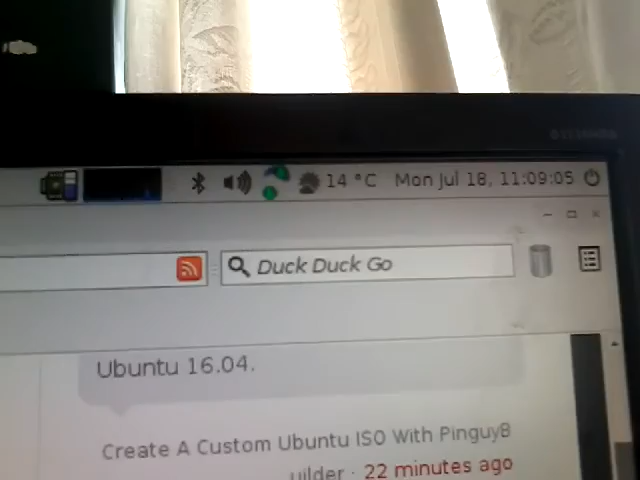 SYLVANIA
14 °C Mon Jul 18, 11:09:05
Duck Duck Go
Ubuntu 16.04.
Create A Custom Ubuntu ISO With PinguyB
uilder · 22 minutes ago